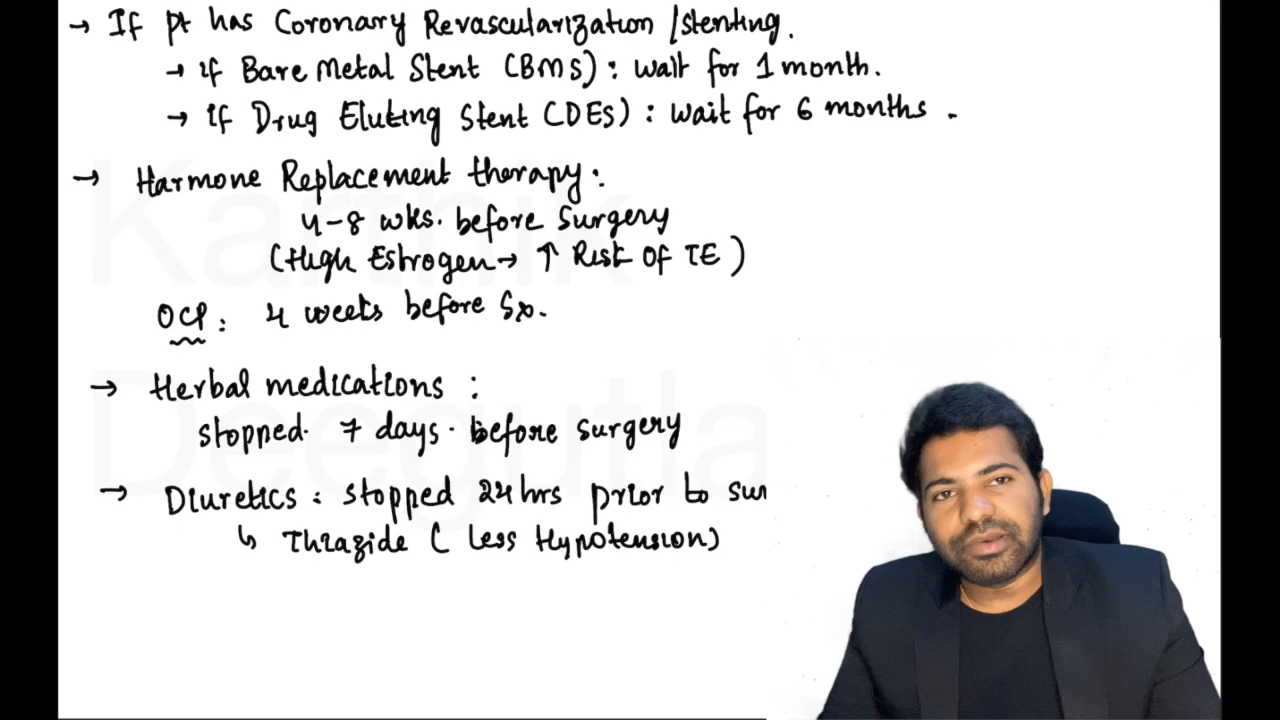 → If pt has Coronary Revascularization /stenting.
→ if Bare Metal Stent (BMS) : wait for 1 month.
→ if Drug Eluting Stent (DES) : wait for 6 months.
→ Harmone Replacement therapy:
4-8 wks. before surgery
(High Estrogen → ↑ Risk Of TE)
OCP: 4 weeks before Sx.
→ Herbal medications :
stopped. 7 days. before surgery
→ Diuretics : stopped 24hrs prior to sur
↳ Thiazide (less Hypotension)
Karthik
Deegutla